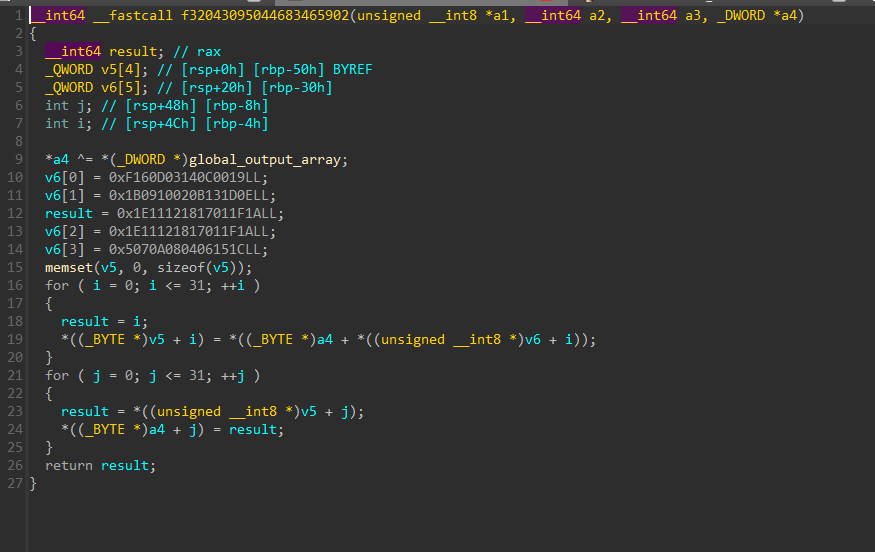 1 __int64 __fastcall f32043095044683465902(unsigned __int8 *a1, __int64 a2, __int64 a3, _DWORD *a4)
2 {
3   __int64 result; // rax
4   _QWORD v5[4]; // [rsp+0h] [rbp-50h] BYREF
5   _QWORD v6[5]; // [rsp+20h] [rbp-30h]
6   int j; // [rsp+48h] [rbp-8h]
7   int i; // [rsp+4Ch] [rbp-4h]
8
9   *a4 ^= *(_DWORD *)global_output_array;
10   v6[0] = 0xF160D03140C0019LL;
11   v6[1] = 0x1B0910020B131D0ELL;
12   result = 0x1E11121817011F1ALL;
13   v6[2] = 0x1E11121817011F1ALL;
14   v6[3] = 0x5070A080406151CLL;
15   memset(v5, 0, sizeof(v5));
16   for ( i = 0; i <= 31; ++i )
17   {
18     result = i;
19     *((_BYTE *)v5 + i) = *((_BYTE *)a4 + *((unsigned __int8 *)v6 + i));
20   }
21   for ( j = 0; j <= 31; ++j )
22   {
23     result = *((unsigned __int8 *)v5 + j);
24     *((_BYTE *)a4 + j) = result;
25   }
26   return result;
27 }